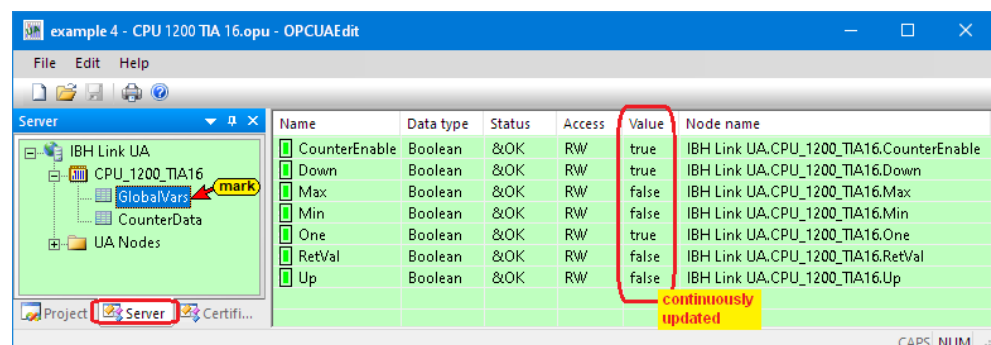 example 4 - CPU 1200 TIA 16.opu - OPCUAEdit
File Edit Help
Server
IBH Link UA
CPU_1200_TIA16
GlobalVars
mark
CounterData
UA Nodes
Project Server Certifi...
Name Data type Status Access Value Node name
CounterEnable Boolean &OK RW true IBH Link UA.CPU_1200_TIA16.CounterEnable
Down Boolean &OK RW true IBH Link UA.CPU_1200_TIA16.Down
Max Boolean &OK RW false IBH Link UA.CPU_1200_TIA16.Max
Min Boolean &OK RW false IBH Link UA.CPU_1200_TIA16.Min
One Boolean &OK RW true IBH Link UA.CPU_1200_TIA16.One
RetVal Boolean &OK RW false IBH Link UA.CPU_1200_TIA16.RetVal
Up Boolean &OK RW false IBH Link UA.CPU_1200_TIA16.Up
continuously
updated
CAPS NUM